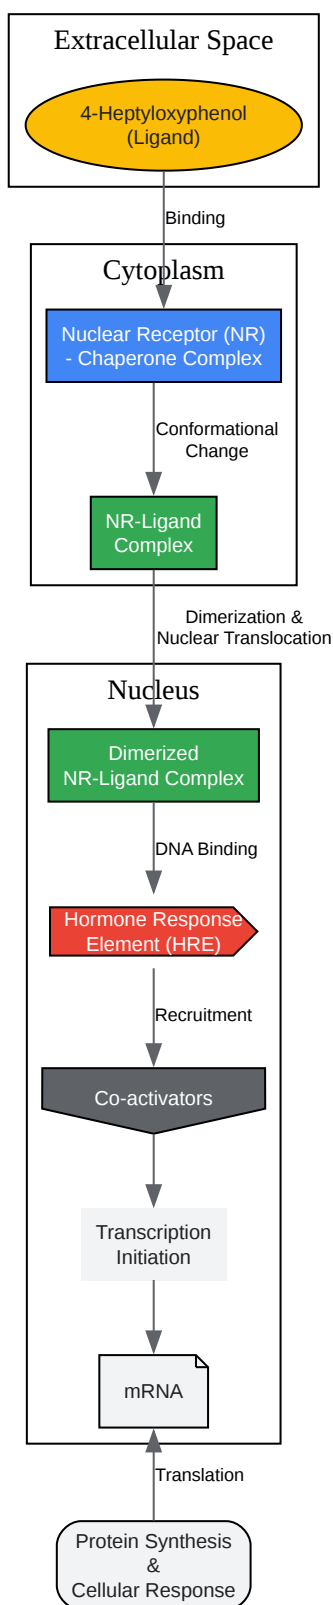 Extracellular Space
4-Heptyloxyphenol
(Ligand)
Binding
Cytoplasm
Nuclear Receptor (NR)
- Chaperone Complex
Conformational
Change
NR-Ligand
Complex
Dimerization &
Nuclear Translocation
Nucleus
Dimerized
NR-Ligand Complex
DNA Binding
Hormone Response
Element (HRE)
Recruitment
Co-activators
Transcription
Initiation
mRNA
Translation
Protein Synthesis
&
Cellular Response